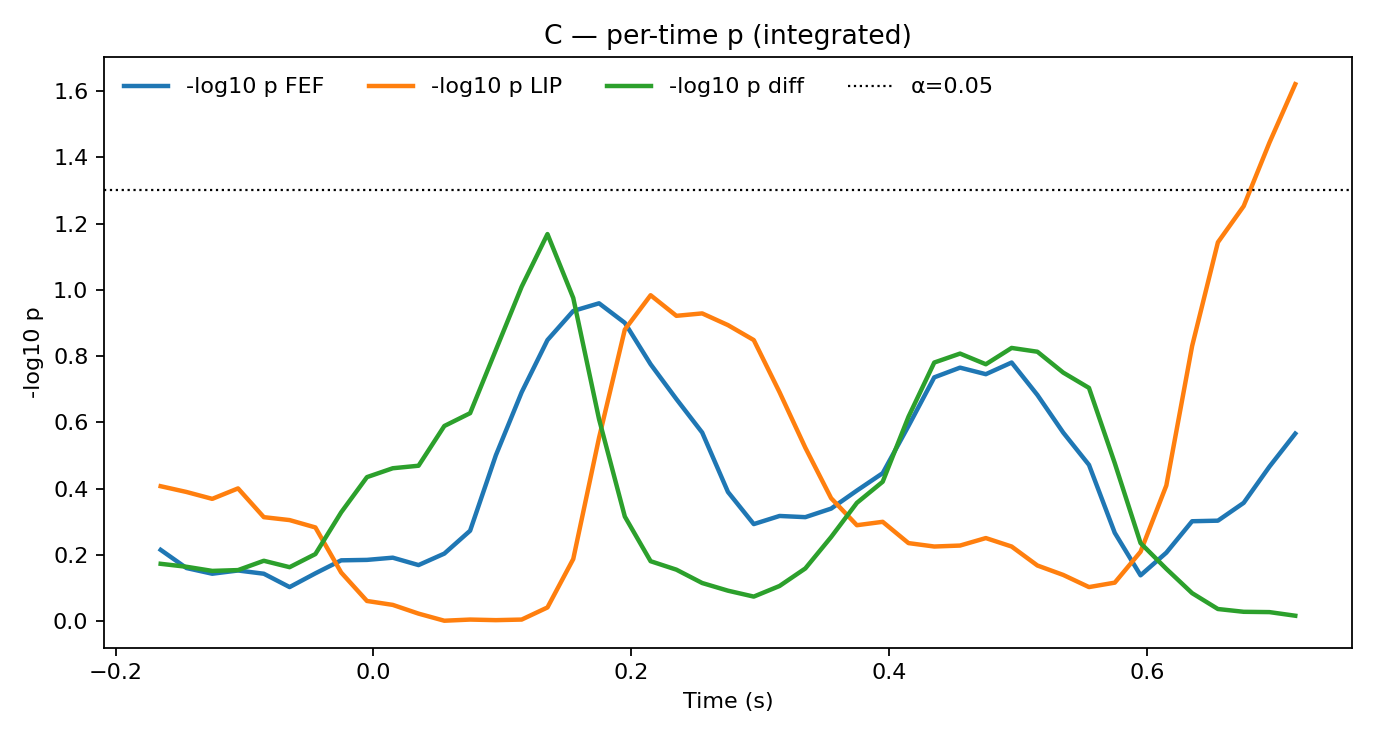 C — per-time p (integrated)
-log10 p FEF -log10 p LIP -log10 p diff α=0.05
1.6
1.4
1.2
1.0
0.8
0.6
0.4
0.2
0.0
-log10 p
−0.2 0.0 0.2 0.4 0.6
Time (s)